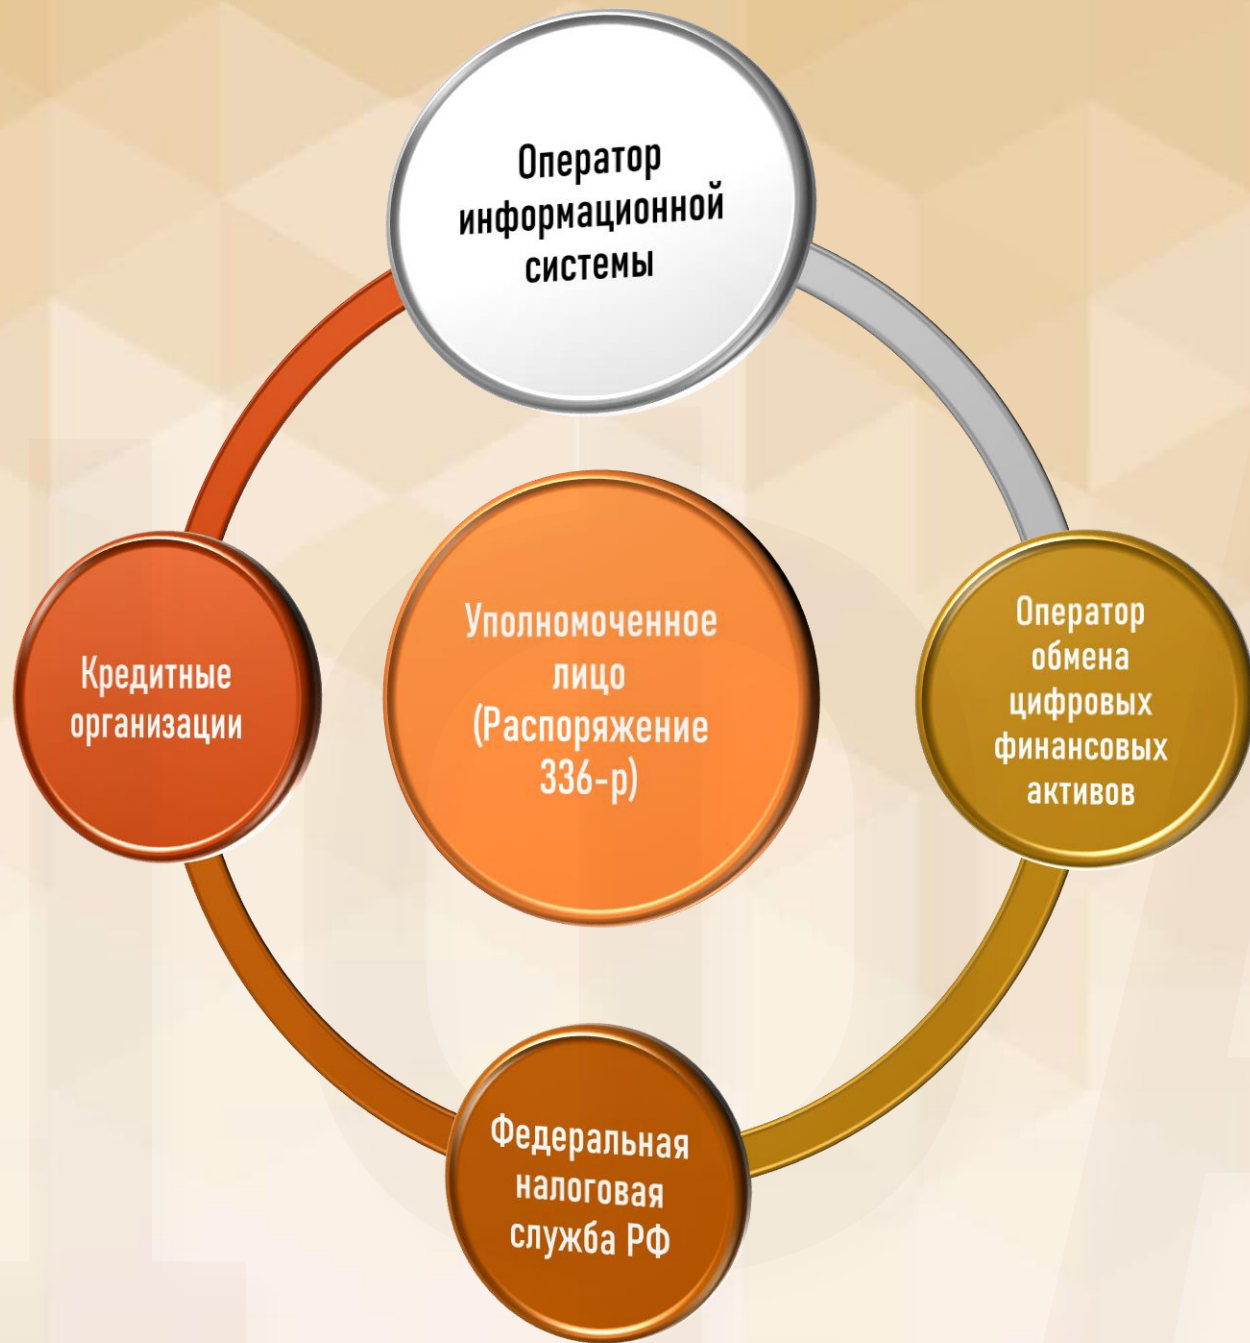 Оператор
информационной
системы
Уполномоченное
лицо
(Распоряжение
336-р)
Кредитные
организации
Оператор
обмена
цифровых
финансовых
активов
Федеральная
налоговая
служба РФ